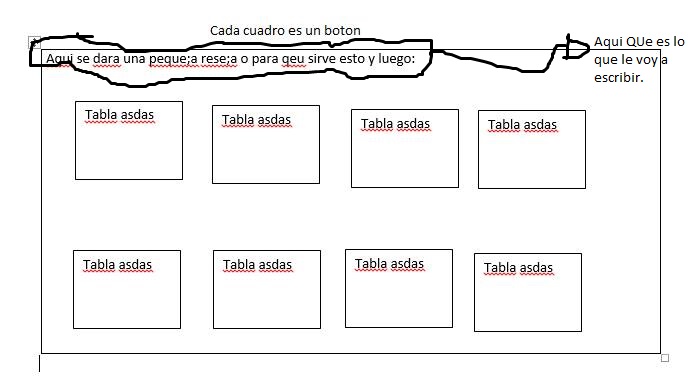 Cada cuadro es un boton
Aqui QUe es lo
que le voy a
escribir.
Aqui se dara una peque;a rese;a o para qeu sirve esto y luego:
Tabla asdas
Tabla asdas
Tabla asdas
Tabla asdas
Tabla asdas
Tabla asdas
Tabla asdas
Tabla asdas